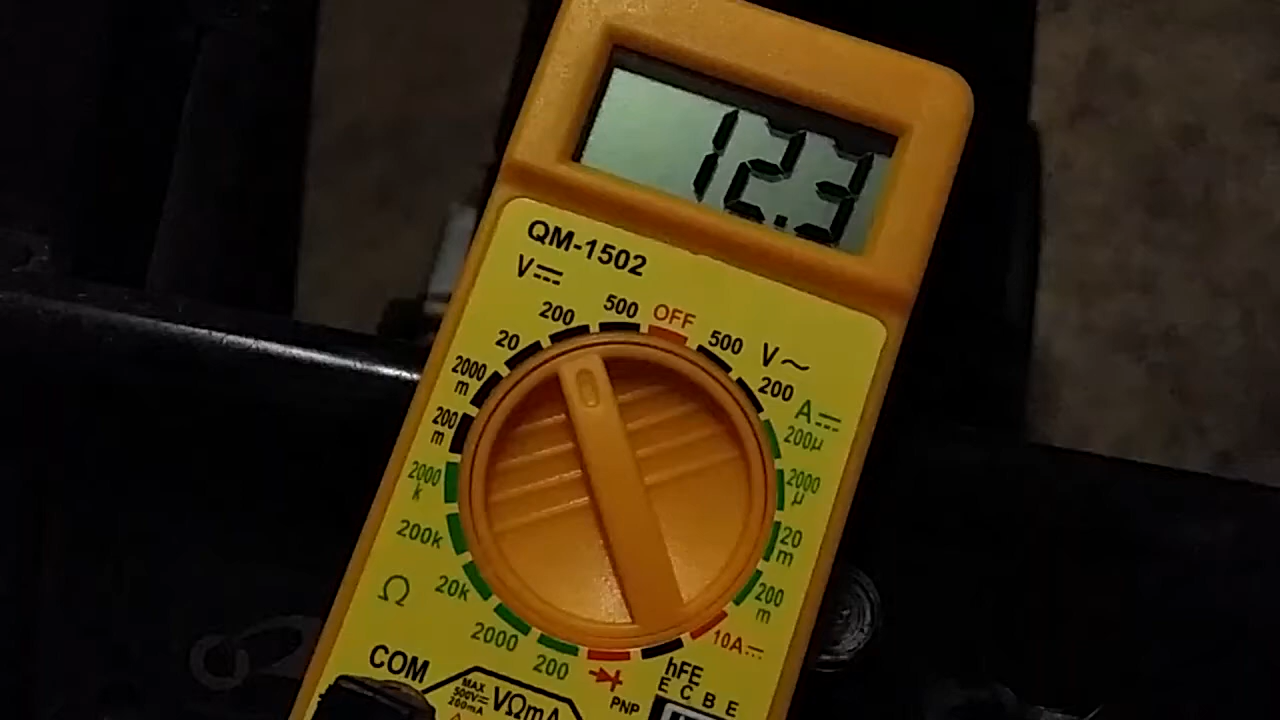 12.3
QM-1502
V⎓
200 500 OFF 500 V~
20 200
2000 m A⎓
200 m 200µ
2000 k 2000 µ
200k 20 m
Ω 20k 200 m
2000 10A⎓
200 hFE
COM E C B E
MAX 500V⎓ 200mA VΩmA PNP